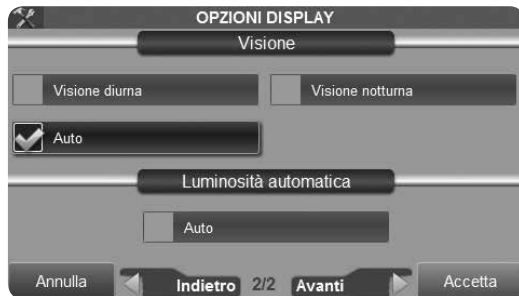 OPZIONI DISPLAY
Visione
Visione diurna Visione notturna
Auto
Luminosità automatica
Auto
Annulla Indietro 2/2 Avanti Accetta